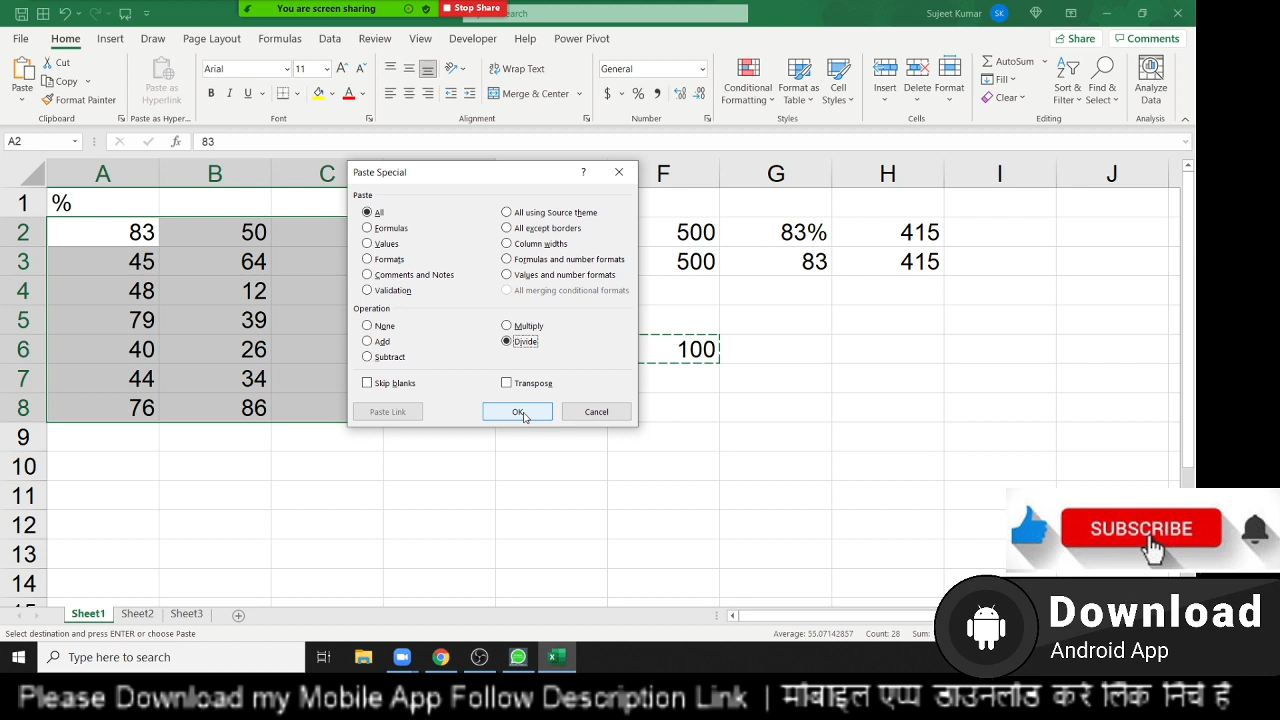 You are screen sharing
Stop Share
Search
Sujeet Kumar
SK
File Home Insert Draw Page Layout Formulas Data Review View Developer Help Power Pivot
Share
Comments
Paste
Cut
Copy
Format Painter
Clipboard
Paste as Hyperlink
Paste as Hyper...
Arial
11
B I U
Font
Wrap Text
Merge & Center
Alignment
General
$ % ,
Number
Conditional Formatting
Format as Table
Cell Styles
Styles
Insert
Delete
Format
Cells
AutoSum
Fill
Clear
Sort & Filter
Find & Select
Editing
Analyze Data
Analysis
A2
fx
83
A B C F G H I J
1 %
2 83 50 500 83% 415
3 45 64 500 83 415
4 48 12
5 79 39
6 40 26 100
7 44 34
8 76 86
9
10
11
12
13
14
Paste Special
?
Paste
All
Formulas
Values
Formats
Comments and Notes
Validation
All using Source theme
All except borders
Column widths
Formulas and number formats
Values and number formats
All merging conditional formats
Operation
None
Add
Subtract
Multiply
Divide
Skip blanks
Transpose
Paste Link
OK
Cancel
SUBSCRIBE
Download
Android App
Sheet1 Sheet2 Sheet3
Select destination and press ENTER or choose Paste
Average: 55.07142857 Count: 28 Sum:
Type here to search
Please Download my Mobile App Follow Description Link | मोबाइल एप्प डाउनलोड करे लिंक निचे है